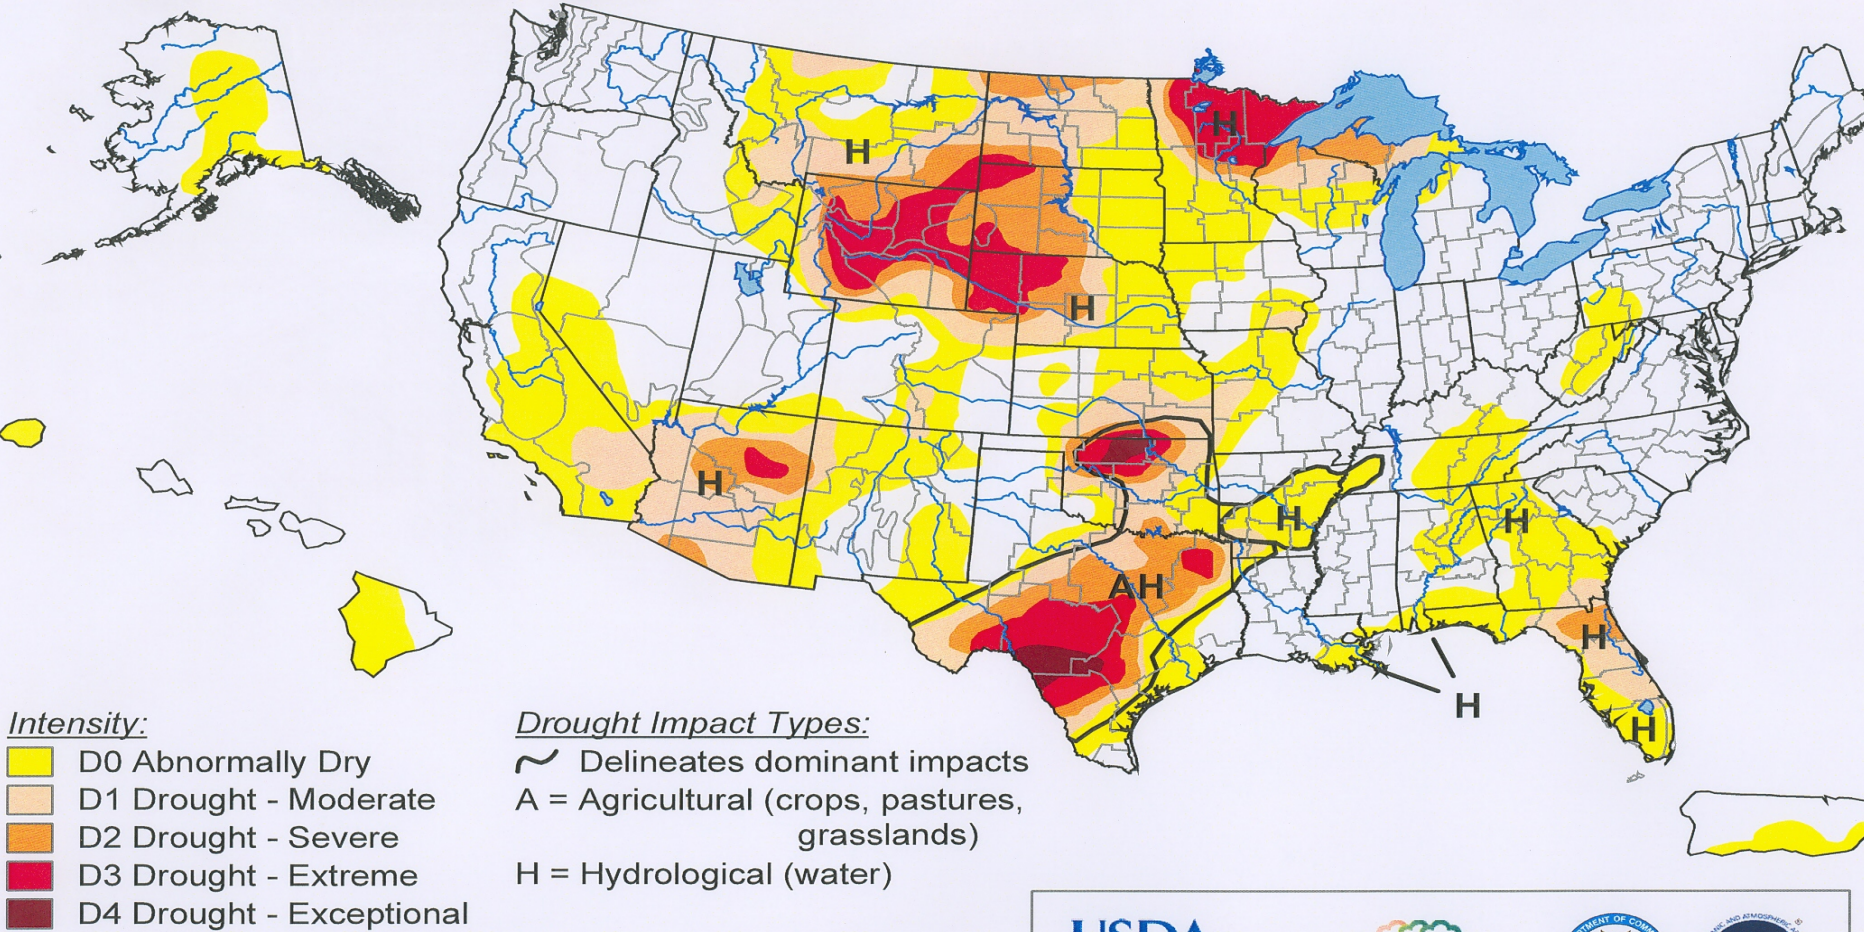 H
H
H
H
H
H
AH
H
H
H
Intensity:
D0 Abnormally Dry
D1 Drought - Moderate
D2 Drought - Severe
D3 Drought - Extreme
D4 Drought - Exceptional
Drought Impact Types:
Delineates dominant impacts
A = Agricultural (crops, pastures,
grasslands)
H = Hydrological (water)
USDA